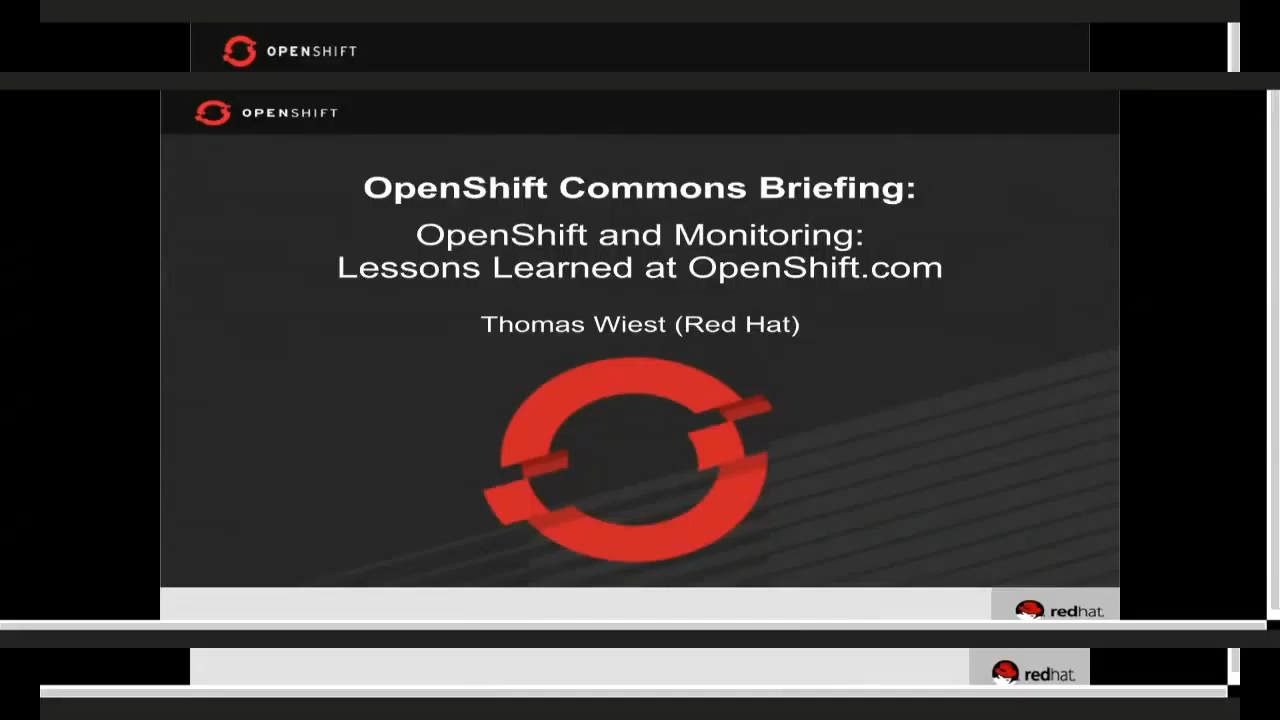 OPENSHIFT
OPENSHIFT
OpenShift Commons Briefing:
OpenShift and Monitoring:
Lessons Learned at OpenShift.com
Thomas Wiest (Red Hat)
redhat.
redhat.